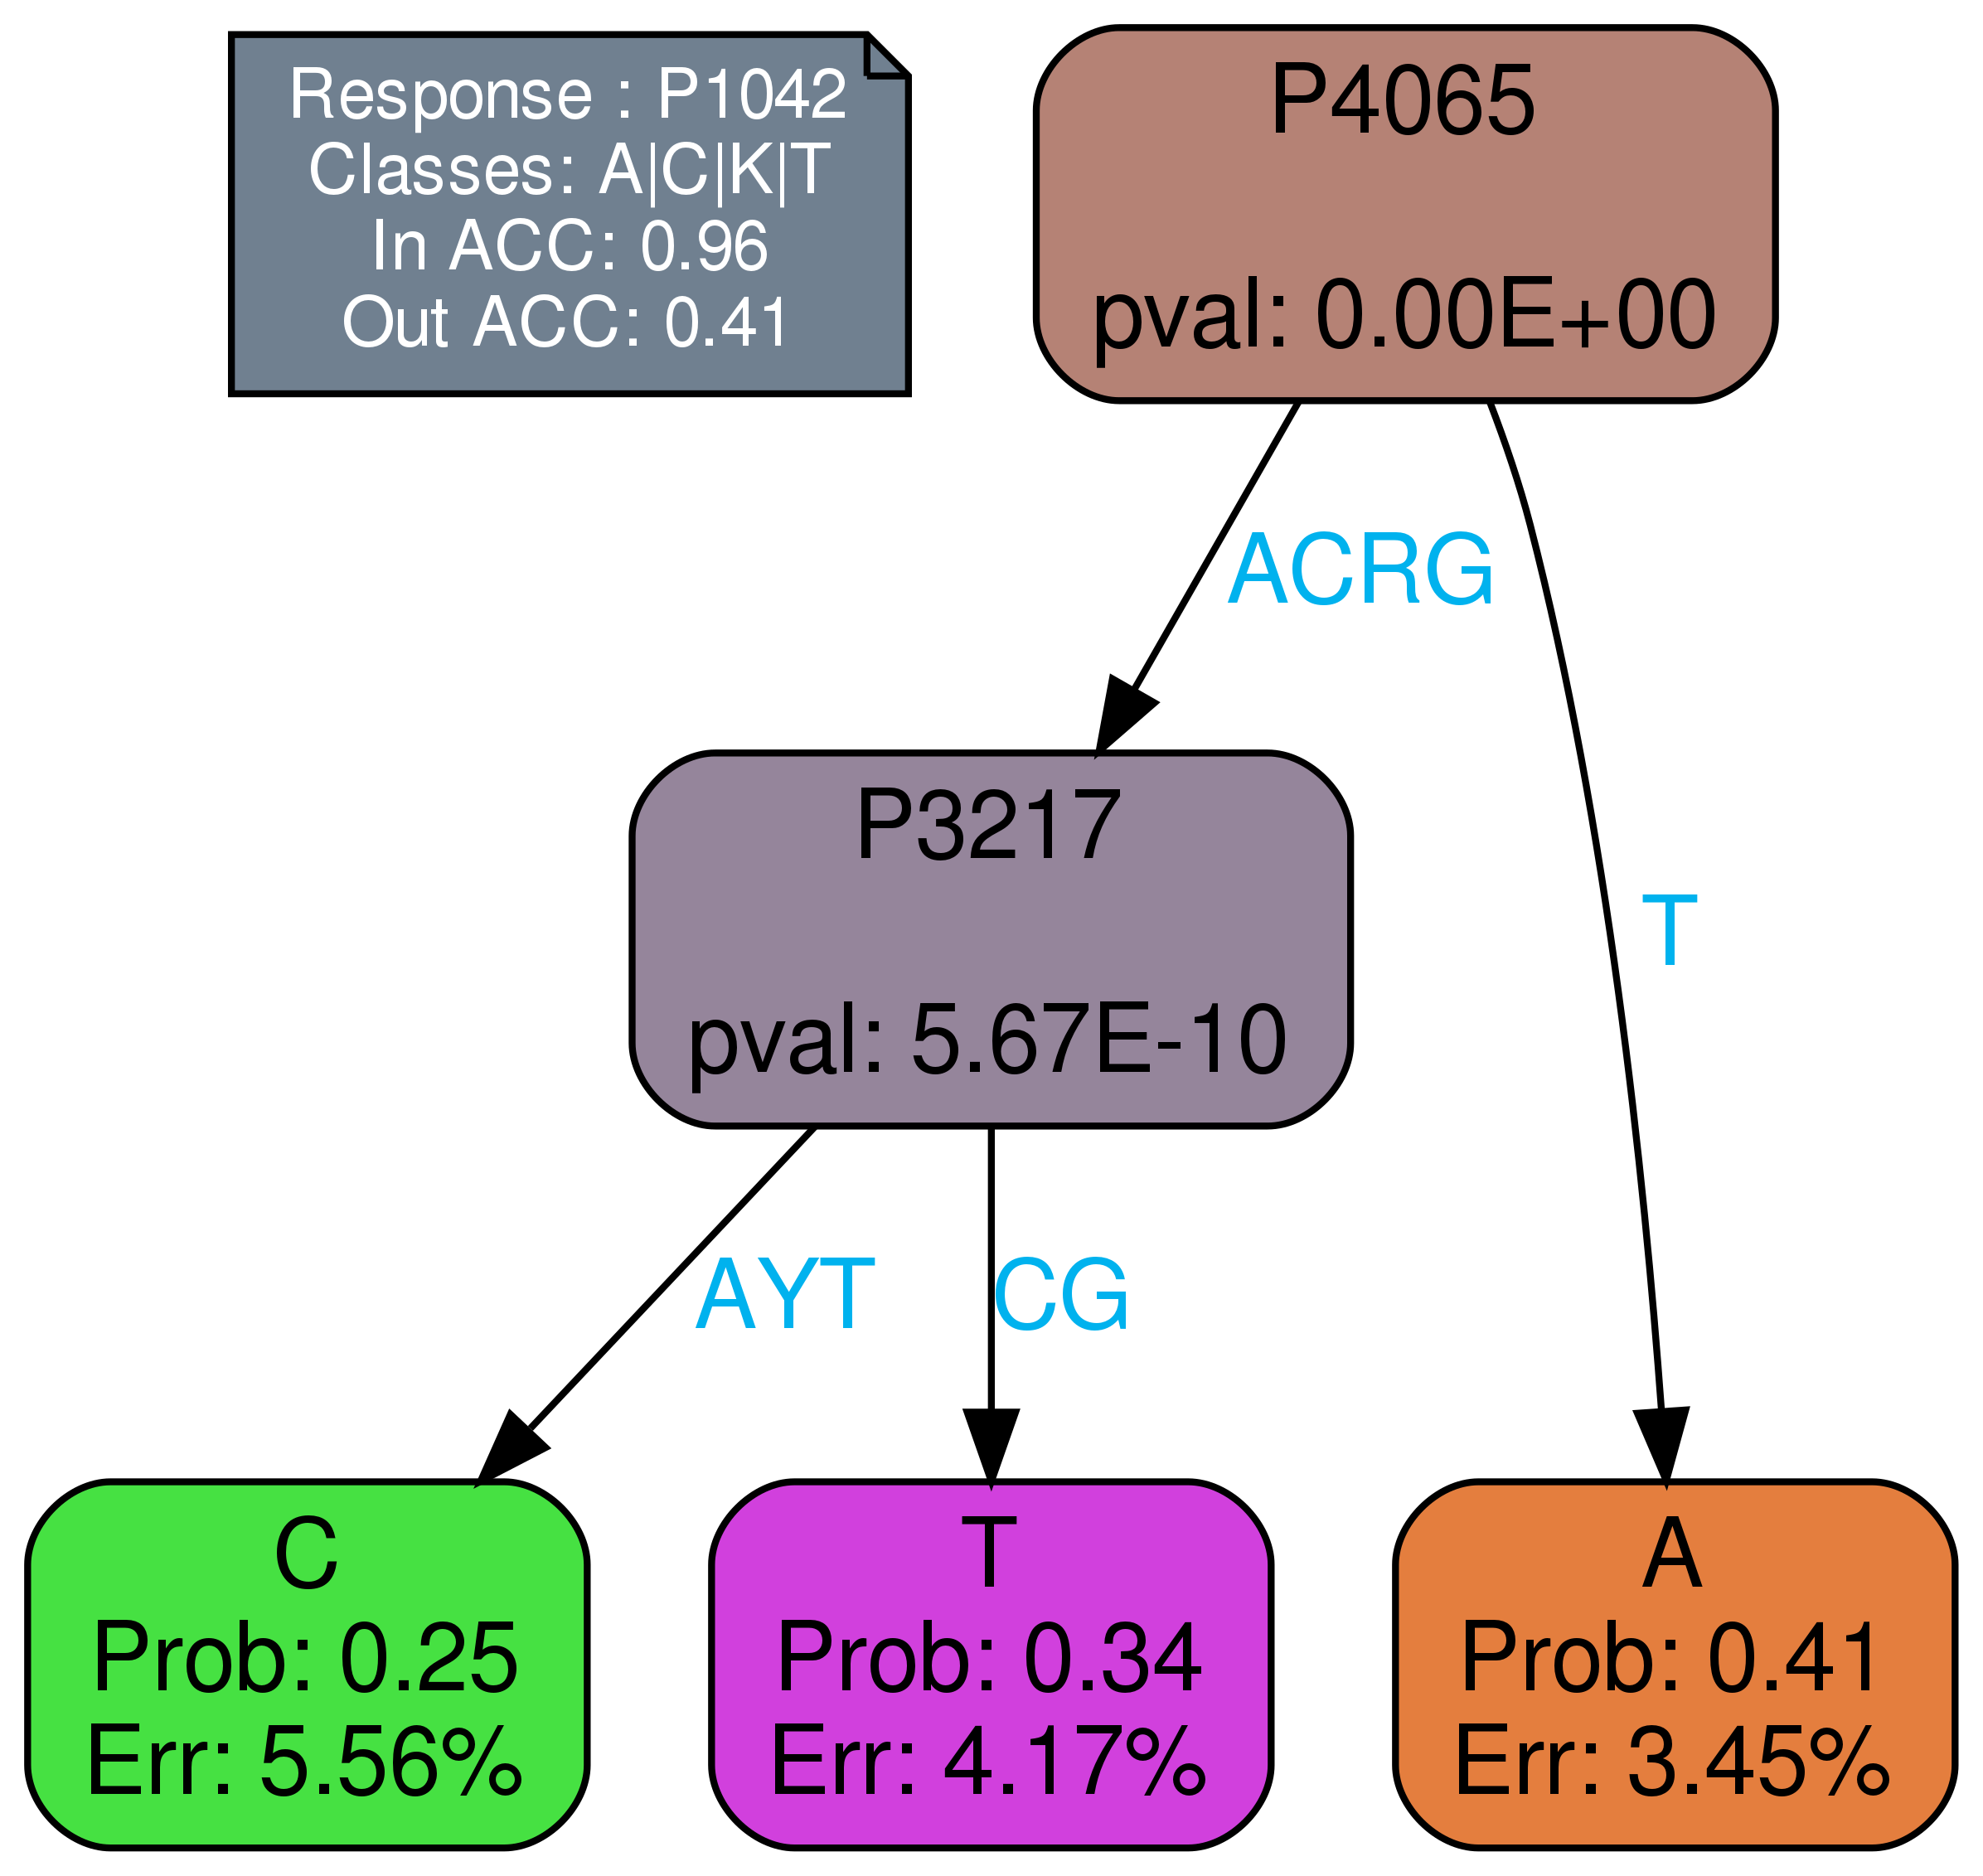 Response : P1042
Classes: A|C|K|T
In ACC: 0.96
Out ACC: 0.41
P4065
pval: 0.00E+00
ACRG
T
P3217
pval: 5.67E-10
AYT
CG
C
Prob: 0.25
Err: 5.56%
T
Prob: 0.34
Err: 4.17%
A
Prob: 0.41
Err: 3.45%